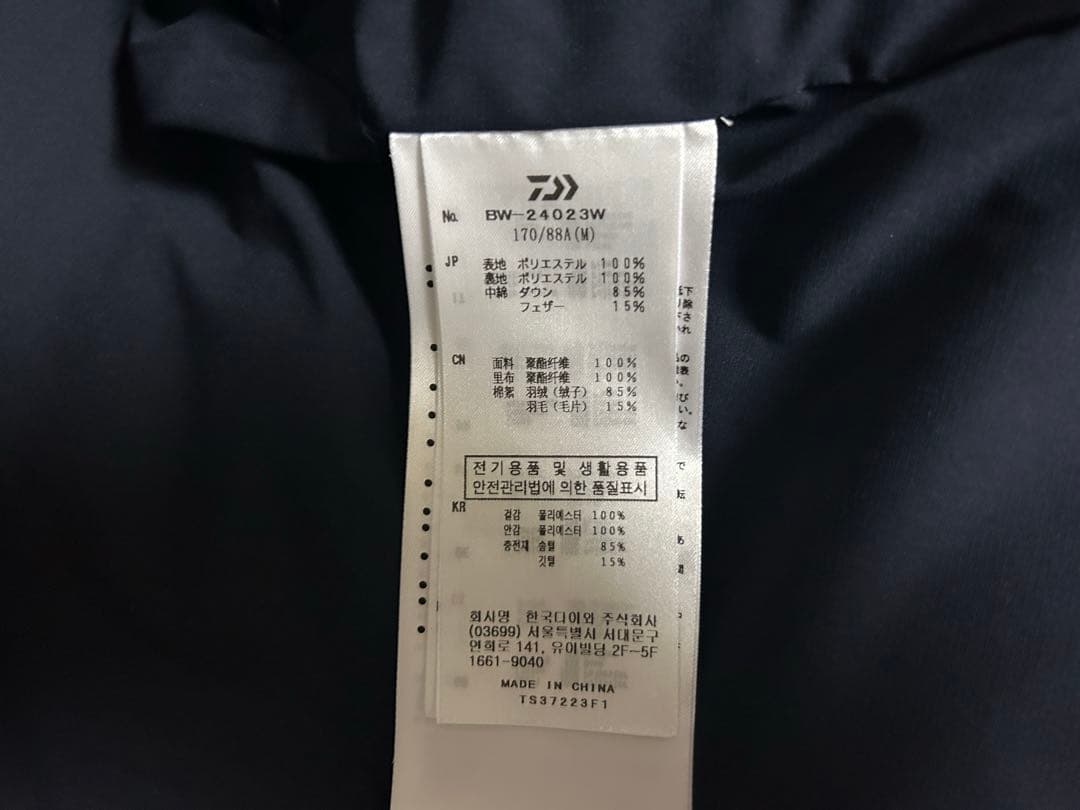 No. BW-24023W
170/88A(M)
JP 表地 ポリエステル 100%
裏地 ポリエステル 100%
中綿 ダウン 85%
フェザー 15%
CN 面料 聚酯纤维 100%
里布 聚酯纤维 100%
棉絮 羽绒（绒子） 85%
羽毛（毛片） 15%
전기용품 및 생활용품
안전관리법에 의한 품질표시
KR 겉감 폴리에스터 100%
안감 폴리에스터 100%
충전재 솜털 85%
깃털 15%
회사명 한국다이와 주식회사
(03699) 서울특별시 서대문구
연희로 141, 유이빌딩 2F~5F
1661-9040
MADE IN CHINA
TS37223F1